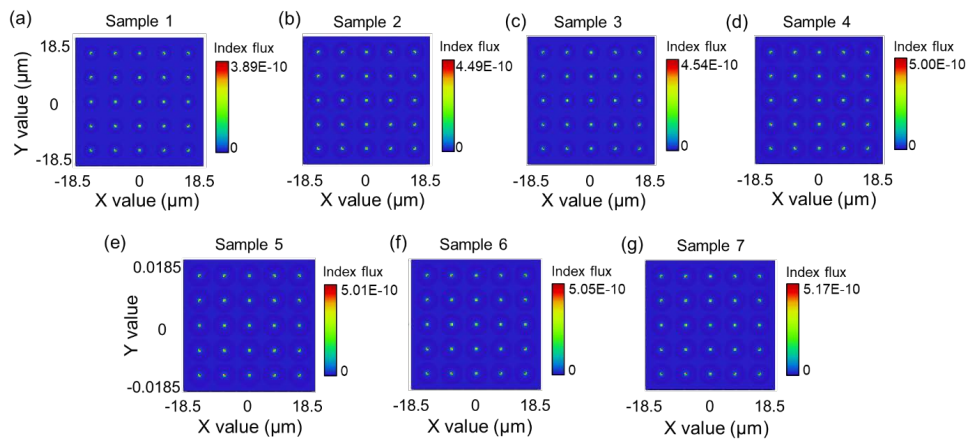 (a) Sample 1
18.5
0
-18.5
Y value (µm)
-18.5 0 18.5
X value (µm)
Index flux
3.89E-10
0
(b) Sample 2
-18.5 0 18.5
X value (µm)
Index flux
4.49E-10
0
(c) Sample 3
-18.5 0 18.5
X value (µm)
Index flux
4.54E-10
0
(d) Sample 4
-18.5 0 18.5
X value (µm)
Index flux
5.00E-10
0
(e) Sample 5
0.0185
0
-0.0185
Y value
-18.5 0 18.5
X value (µm)
Index flux
5.01E-10
0
(f) Sample 6
-18.5 0 18.5
X value (µm)
Index flux
5.05E-10
0
(g) Sample 7
-18.5 0 18.5
X value (µm)
Index flux
5.17E-10
0